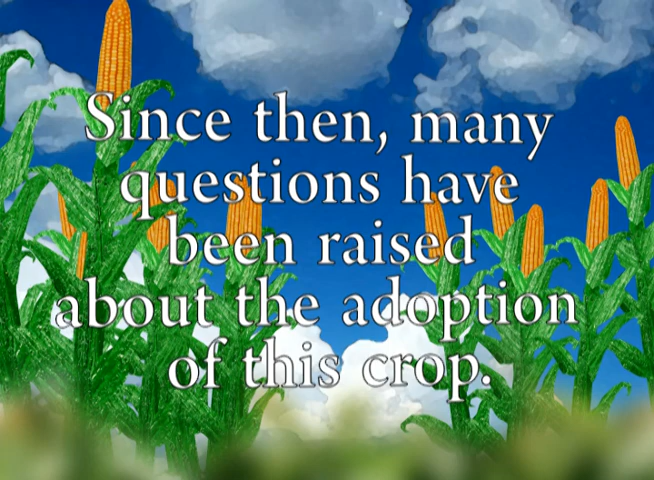 Since then, many
questions have
been raised
about the adoption
of this crop.